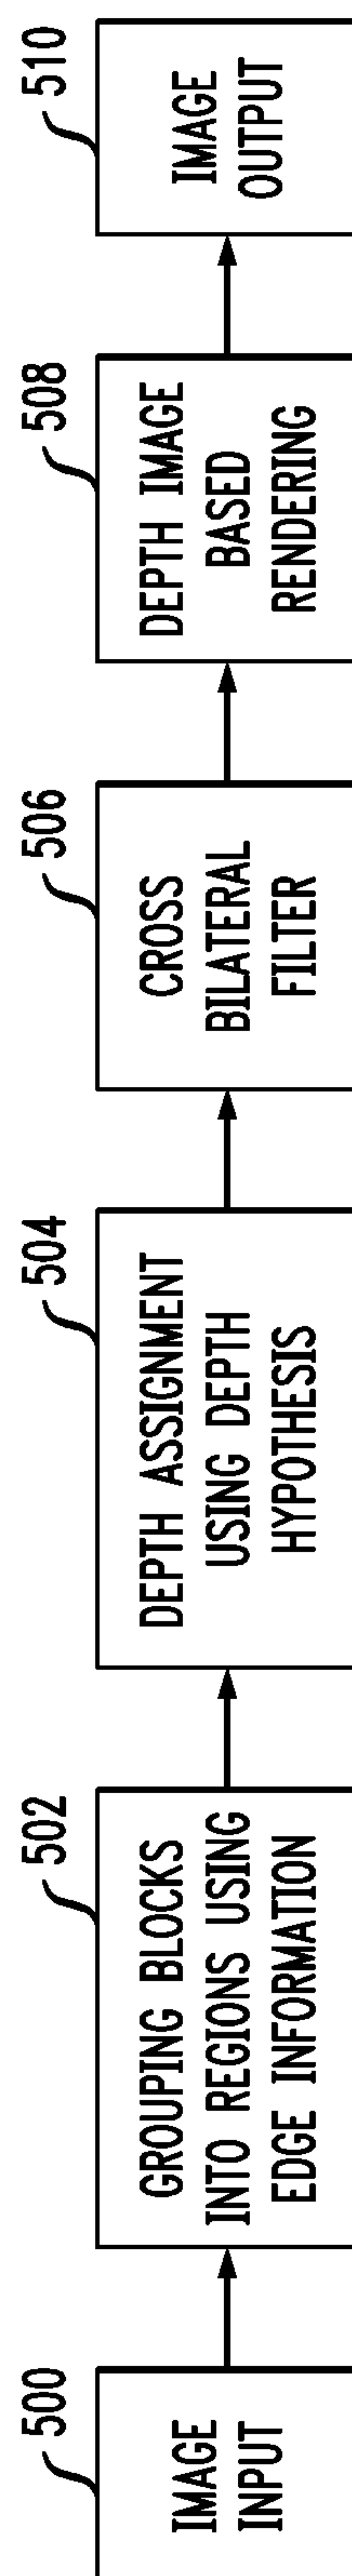 500
IMAGE
INPUT
502
GROUPING BLOCKS
INTO REGIONS USING
EDGE INFORMATION
504
DEPTH ASSIGNMENT
USING DEPTH
HYPOTHESIS
506
CROSS
BILATERAL
FILTER
508
DEPTH IMAGE
BASED
RENDERING
510
IMAGE
OUTPUT